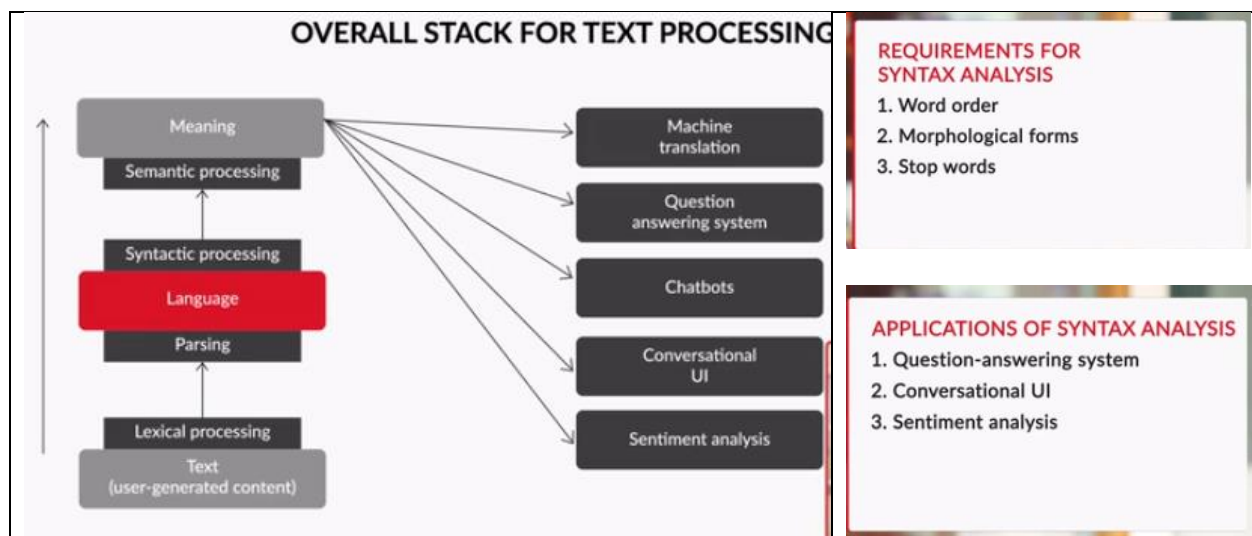 OVERALL STACK FOR TEXT PROCESSING
Meaning
Semantic processing
Syntactic processing
Language
Parsing
Lexical processing
Text
(user-generated content)
Machine
translation
Question
answering system
Chatbots
Conversational
UI
Sentiment analysis
REQUIREMENTS FOR
SYNTAX ANALYSIS
1. Word order
2. Morphological forms
3. Stop words
APPLICATIONS OF SYNTAX ANALYSIS
1. Question-answering system
2. Conversational UI
3. Sentiment analysis